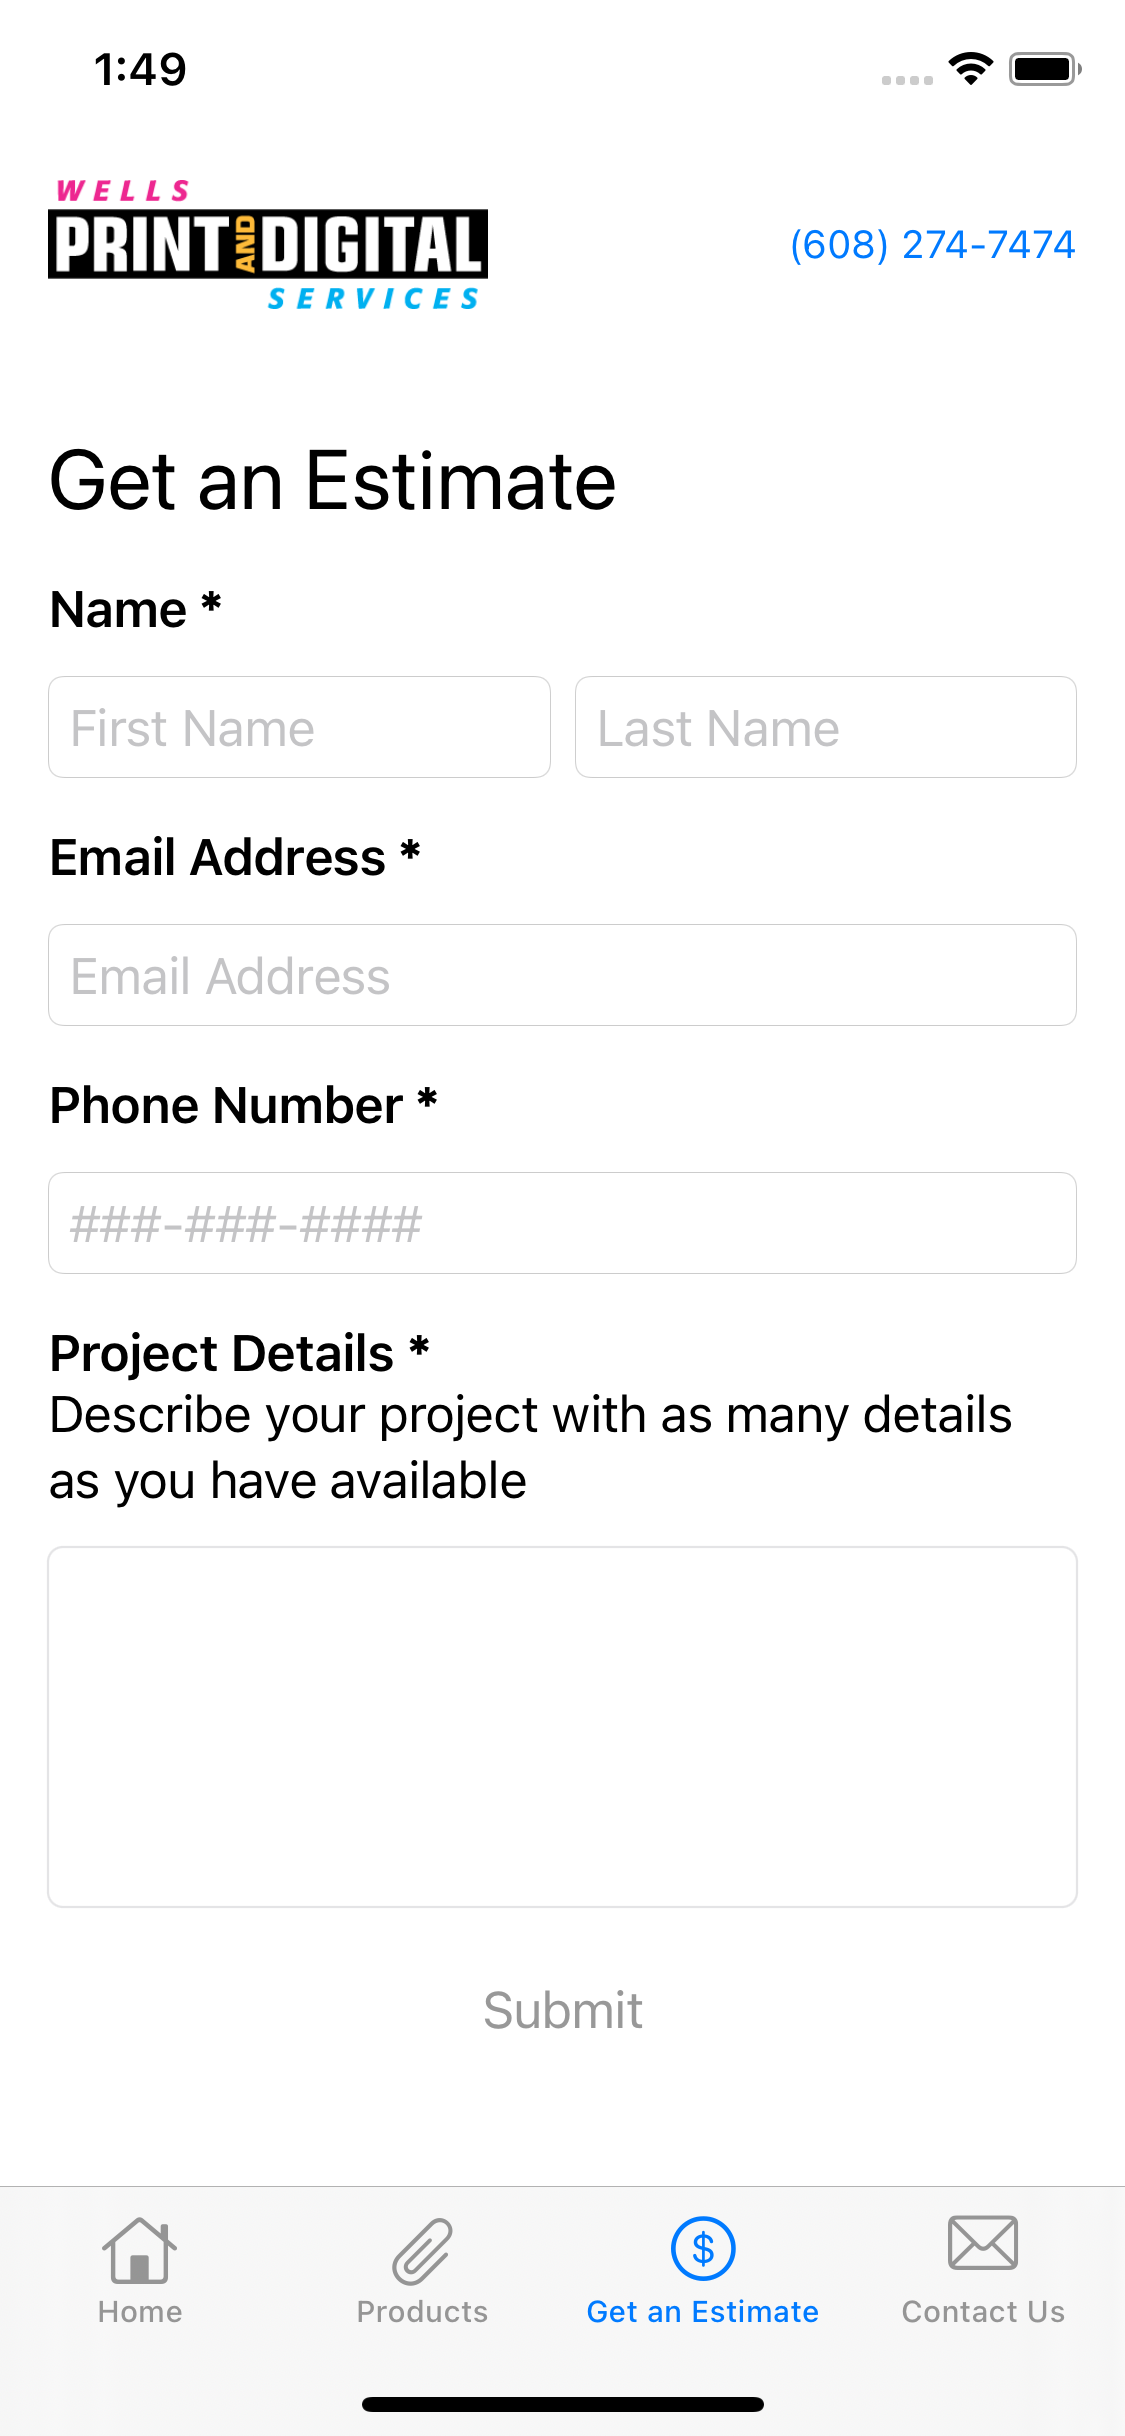 1:49
WELLS
PRINT AND DIGITAL
SERVICES
(608) 274-7474
Get an Estimate
Name *
First Name
Last Name
Email Address *
Email Address
Phone Number *
###-###-####
Project Details *
Describe your project with as many details
as you have available
Submit
$
Home
Products
Get an Estimate
Contact Us